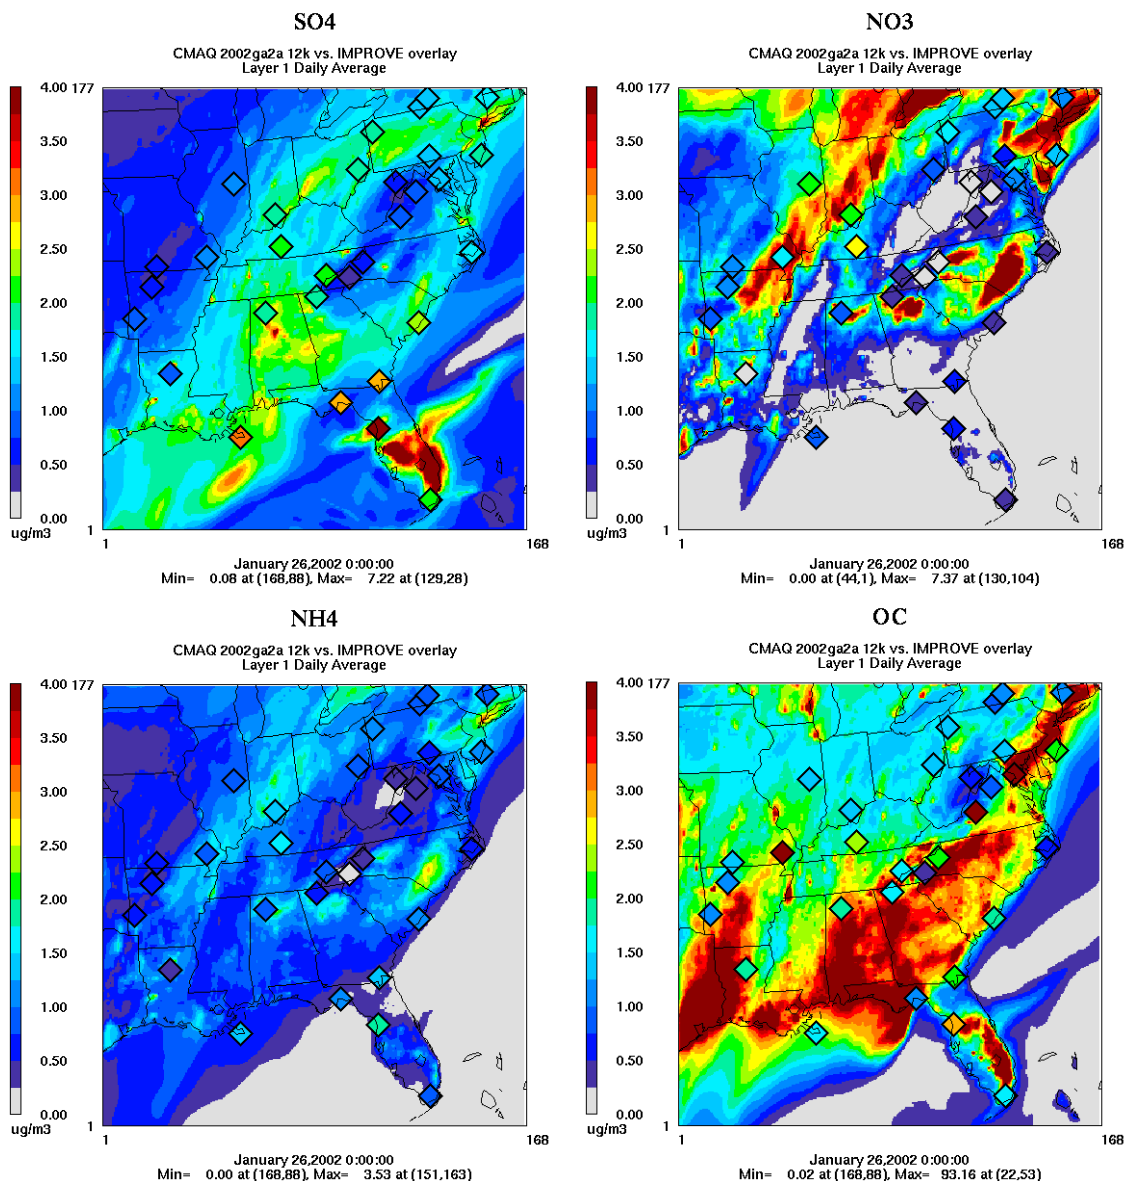 SO4
CMAQ 2002ga2a 12k vs. IMPROVE overlay
Layer 1 Daily Average
4.00 177
3.50
3.00
2.50
2.00
1.50
1.00
0.50
0.00
ug/m3
1
1 168
January 26,2002 0:00:00
Min= 0.08 at (168,88), Max= 7.22 at (129,28)
NO3
CMAQ 2002ga2a 12k vs. IMPROVE overlay
Layer 1 Daily Average
4.00 177
3.50
3.00
2.50
2.00
1.50
1.00
0.50
0.00
ug/m3
1
1 168
January 26,2002 0:00:00
Min= 0.00 at (44,1), Max= 7.37 at (130,104)
NH4
CMAQ 2002ga2a 12k vs. IMPROVE overlay
Layer 1 Daily Average
4.00 177
3.50
3.00
2.50
2.00
1.50
1.00
0.50
0.00
ug/m3
1
1 168
January 26,2002 0:00:00
Min= 0.00 at (168,88), Max= 3.53 at (151,163)
OC
CMAQ 2002ga2a 12k vs. IMPROVE overlay
Layer 1 Daily Average
4.00 177
3.50
3.00
2.50
2.00
1.50
1.00
0.50
0.00
ug/m3
1
1 168
January 26,2002 0:00:00
Min= 0.02 at (168,88), Max= 93.16 at (22,53)